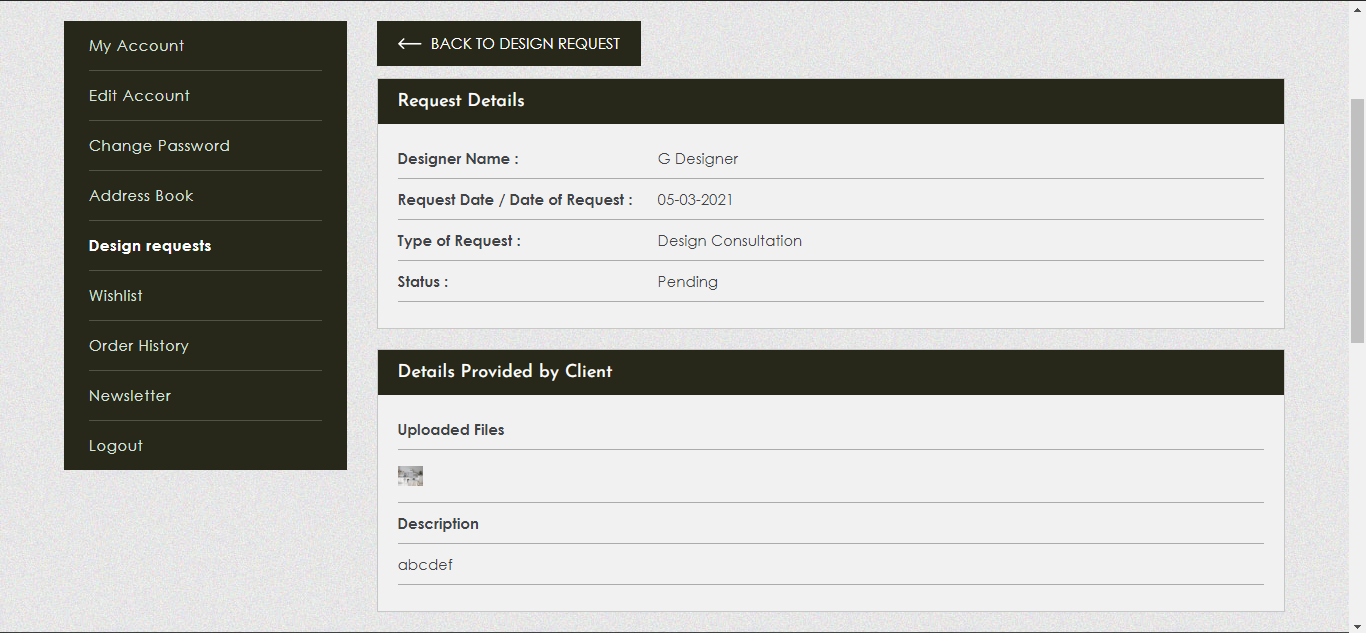 My Account
Edit Account
Change Password
Address Book
Design requests
Wishlist
Order History
Newsletter
Logout
BACK TO DESIGN REQUEST
Request Details
Designer Name : G Designer
Request Date / Date of Request : 05-03-2021
Type of Request : Design Consultation
Status : Pending
Details Provided by Client
Uploaded Files
Description
abcdef